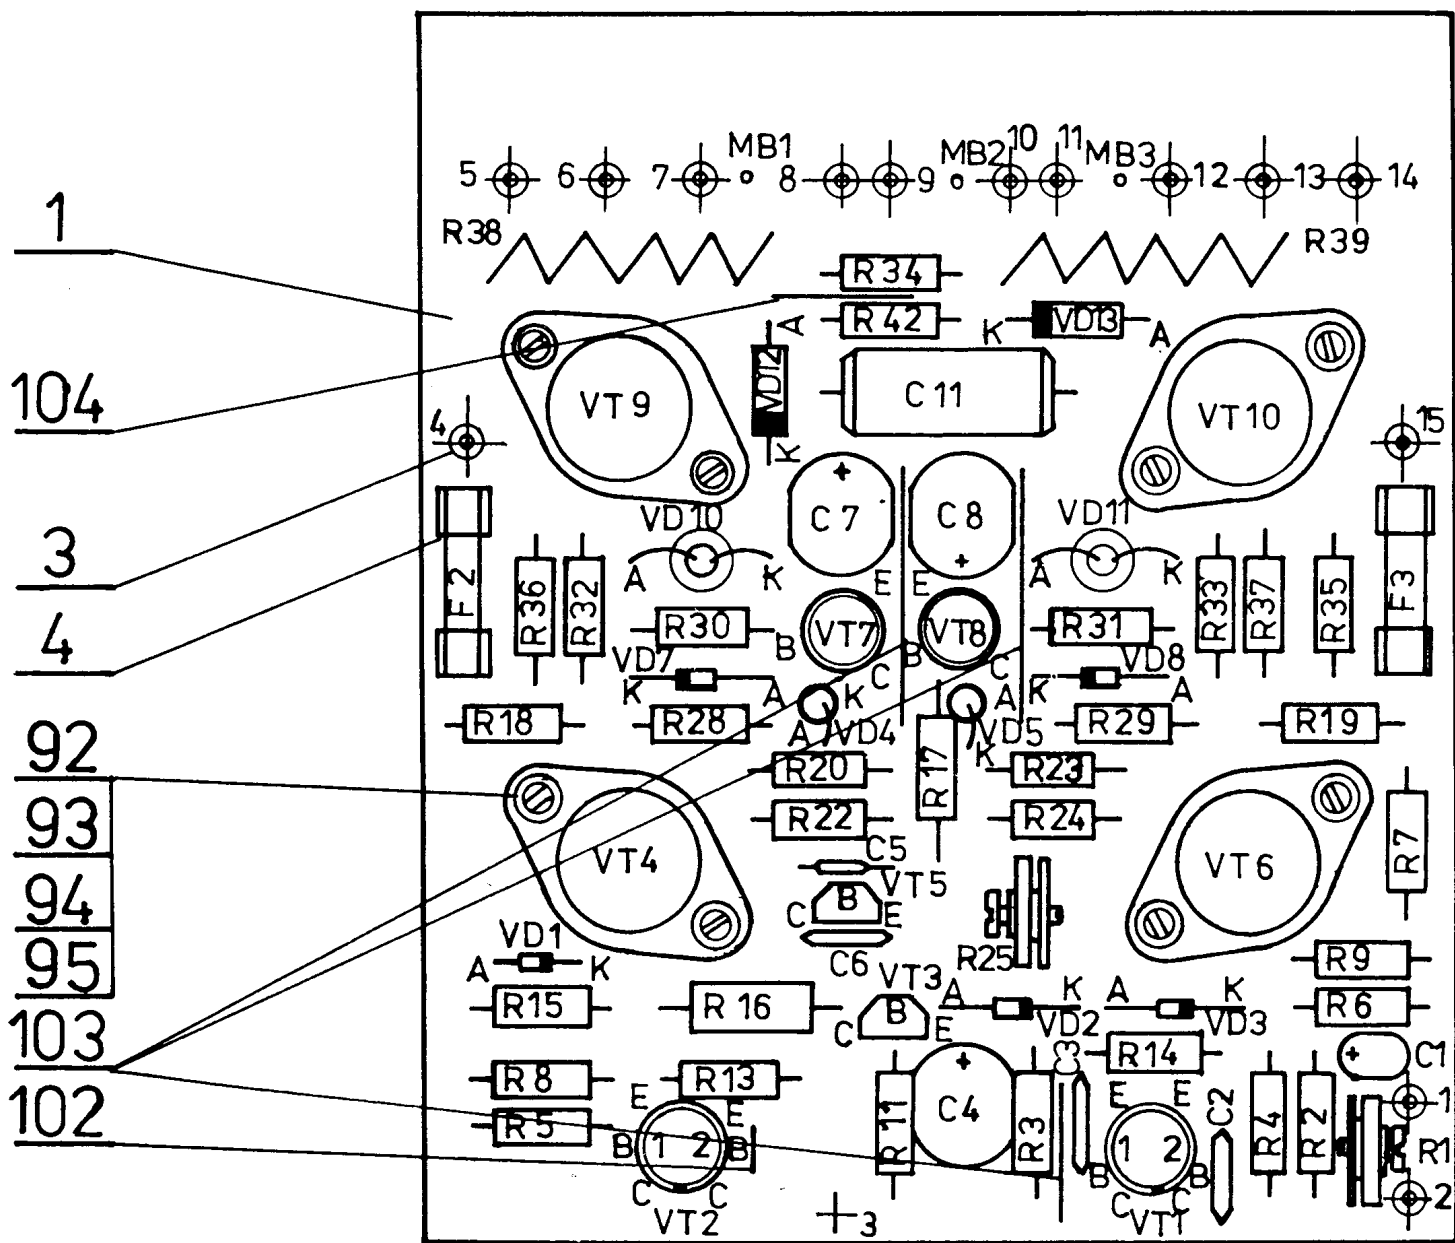 10 11
MB1 MB2 MB3
5 6 7 8 9 12 13 14
1
R38 R39
R34
R42 A K VD13 A
VD12
104 VT9 C11 VT10
4 15
K
+
3 VD10 C7 C8 VD11
+
A K E E A K
4 F2 R36 R32 R33 R37 R35 F3
R30 VT7 VT8 R31
B B
VD7 C C VD8
K A K A K A
R18 R28 A VD4 VD5 R29 R19
92 K
R20 R17 R23
93 R22 R24
C5 R7
VT4 VT5 VT6
94 B
C E
95 VD1 C6 R25 R9
A K VT3 A K A K
R15 R16 B R6
103 C E VD2 VD3
C3 R14 + C1
R8 R13 +
102 E E E E 1
R5 R11 C4 R3 C2 R4 R2
B 1 2 B 1 2 R1
B B
C C C C 2
VT2 3 VT1